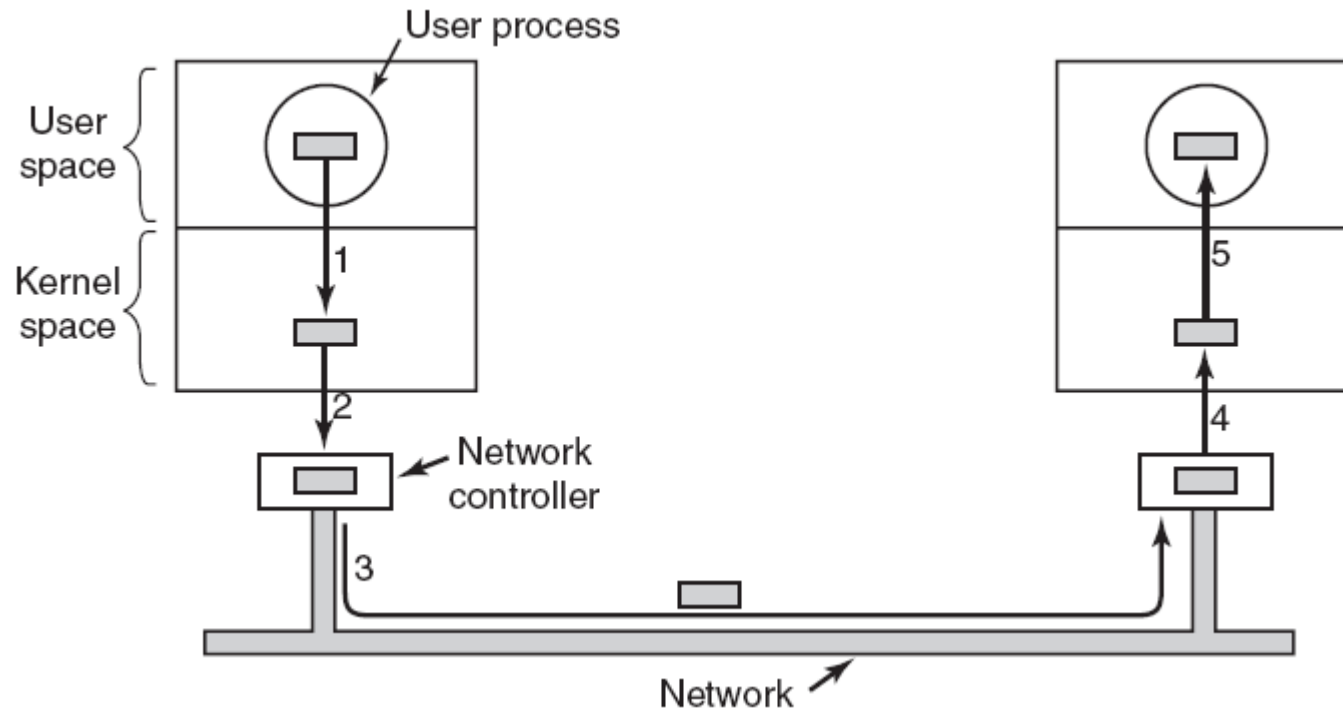 User process
User
space
1
5
Kernel
space
2
4
Network
controller
3
Network